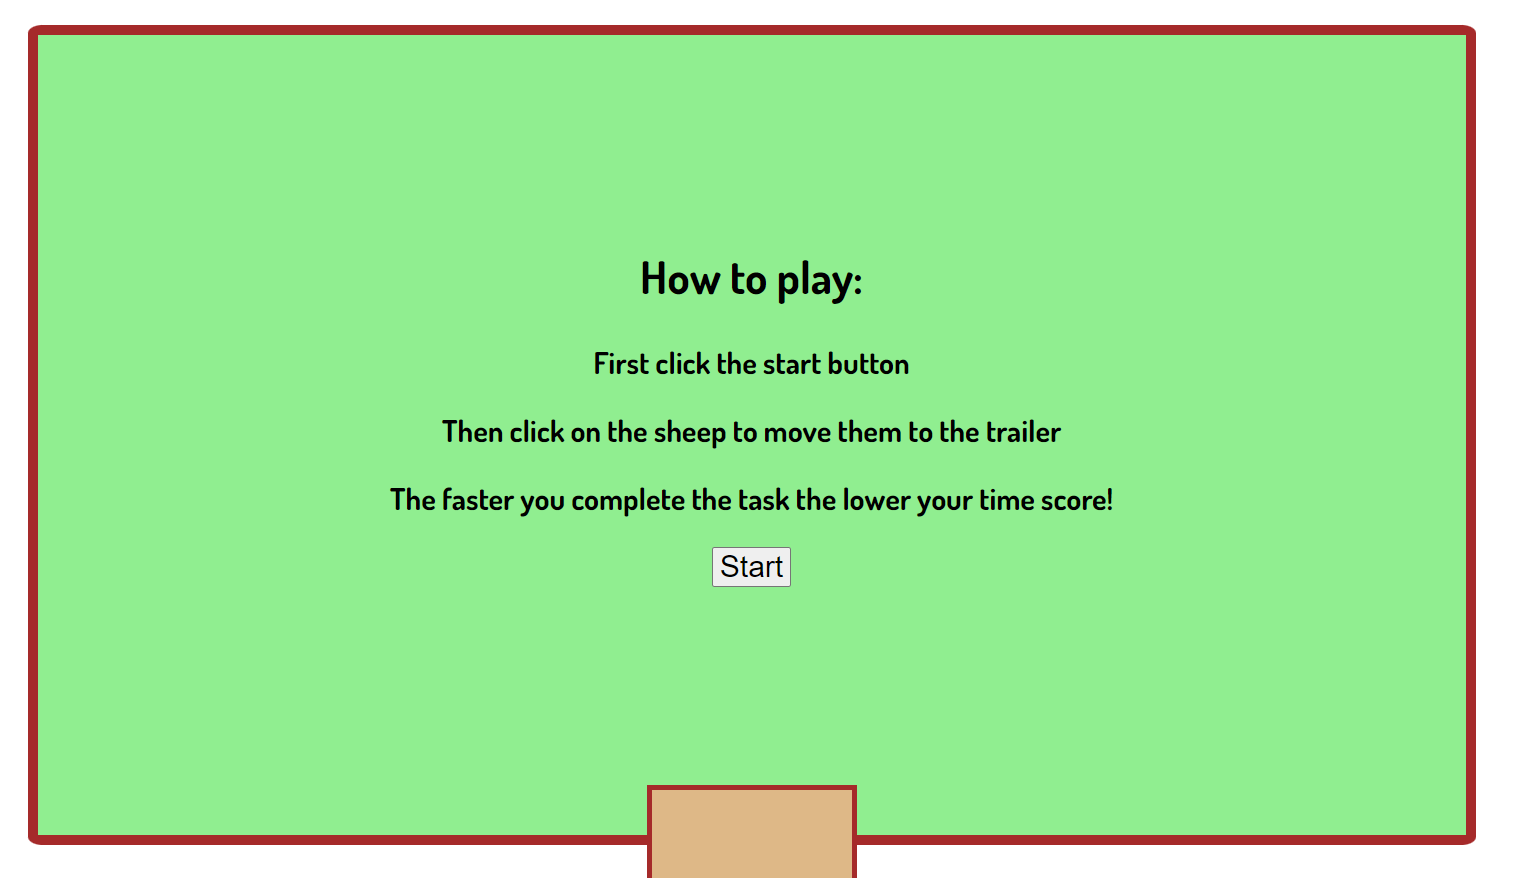 How to play:
First click the start button
Then click on the sheep to move them to the trailer
The faster you complete the task the lower your time score!
Start